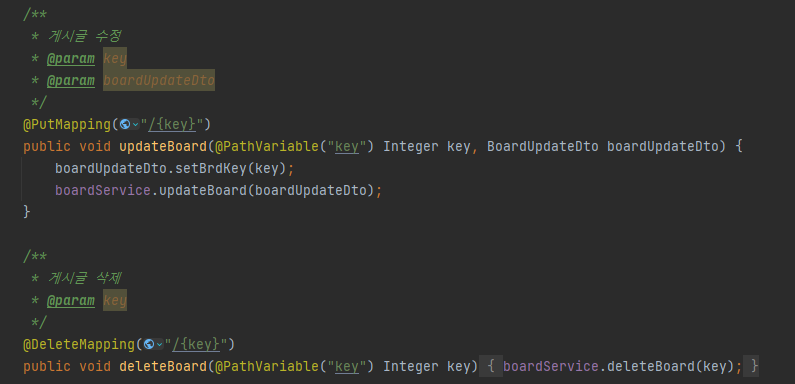 /**
 * 게시글 수정
 * @param key
 * @param boardUpdateDto
 */
@PutMapping("/{key}")
public void updateBoard(@PathVariable("key") Integer key, BoardUpdateDto boardUpdateDto) {
    boardUpdateDto.setBrdKey(key);
    boardService.updateBoard(boardUpdateDto);
}
/**
 * 게시글 삭제
 * @param key
 */
@DeleteMapping("/{key}")
public void deleteBoard(@PathVariable("key") Integer key) { boardService.deleteBoard(key); }